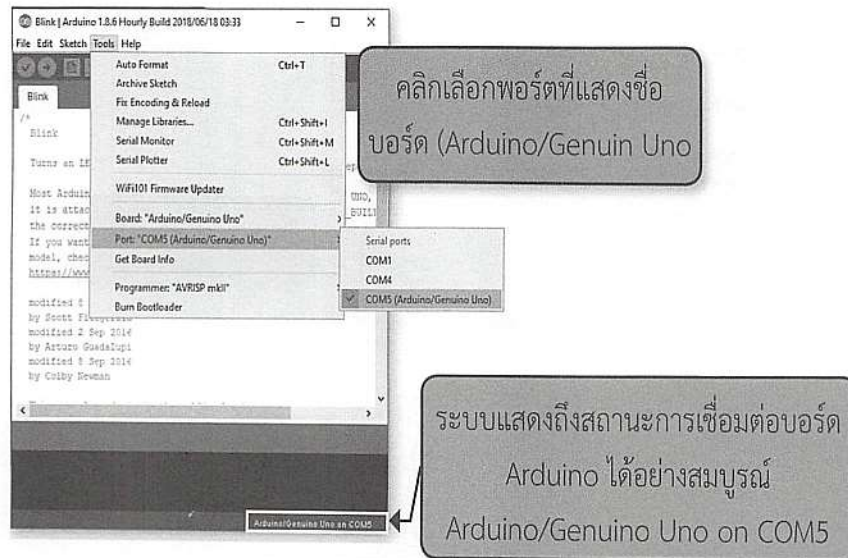 Blink | Arduino 1.8.6 Hourly Build 2018/06/18 03:33
File Edit Sketch Tools Help
Blink
Auto Format Ctrl+T
Archive Sketch
Fix Encoding & Reload
Manage Libraries... Ctrl+Shift+I
Serial Monitor Ctrl+Shift+M
Serial Plotter Ctrl+Shift+L
WiFi101 Firmware Updater
Board: "Arduino/Genuino Uno"
Port: "COM5 (Arduino/Genuino Uno)"
Get Board Info
Programmer: "AVRISP mkII"
Burn Bootloader
Serial ports
COM1
COM4
COM5 (Arduino/Genuino Uno)
/*
Blink
Turns an
Most Arduin UNO,
it is attac
the correct
If you want
model, chec
https://www
modified 8
by Scott
modified 2 Sep 2016
by Arturo Guadalupi
modified 8 Sep 2016
by Colby Newman
คลิกเลือกพอร์ตที่แสดงชื่อ
บอร์ด (Arduino/Genuin Uno
ระบบแสดงถึงสถานะการเชื่อมต่อบอร์ด
Arduino ได้อย่างสมบูรณ์
Arduino/Genuino Uno on COM5
Arduino/Genuino Uno on COM5